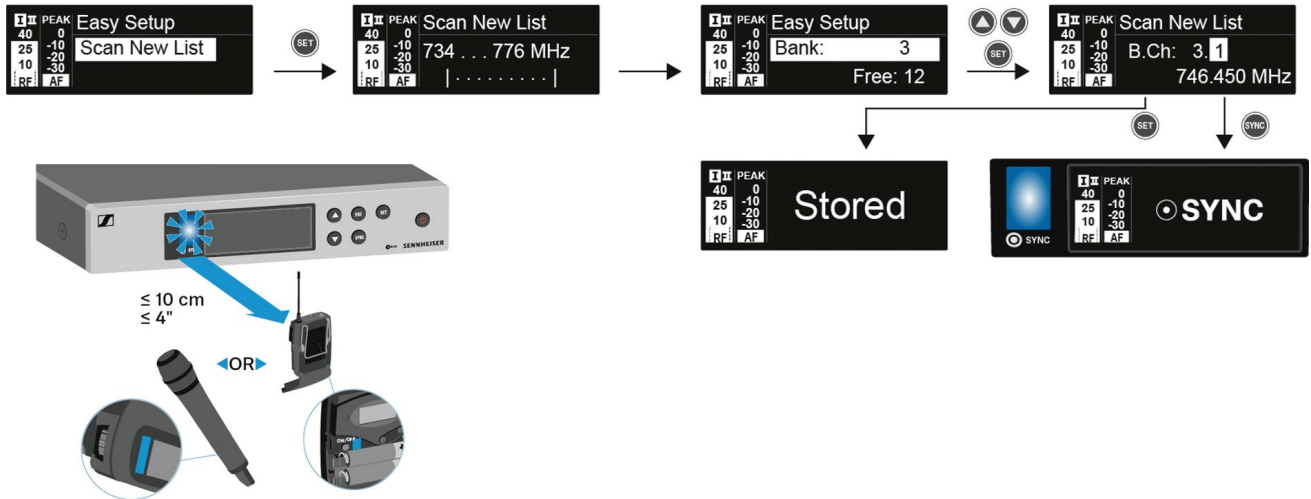 I II PEAK Easy Setup
40 0
25 -10 Scan New List
10 -20
-30
RF AF
SET
I II PEAK Scan New List
40 0
25 -10 734 . . . 776 MHz
10 -20
-30 | . . . . . . . . . |
RF AF
I II PEAK Easy Setup
40 0
25 -10 Bank: 3
10 -20
-30 Free: 12
RF AF
SET
I II PEAK Scan New List
40 0
25 -10 B.Ch: 3.1
10 -20
-30 746.450 MHz
RF AF
SET
SYNC
I II PEAK
40 0
25 -10 Stored
10 -20
-30
RF AF
I II PEAK
40 0
25 -10 SYNC
10 -20
-30
RF AF
SYNC
ESC SET
SYNC
SENNHEISER
≤ 10 cm
≤ 4"
OR
ON/OFF